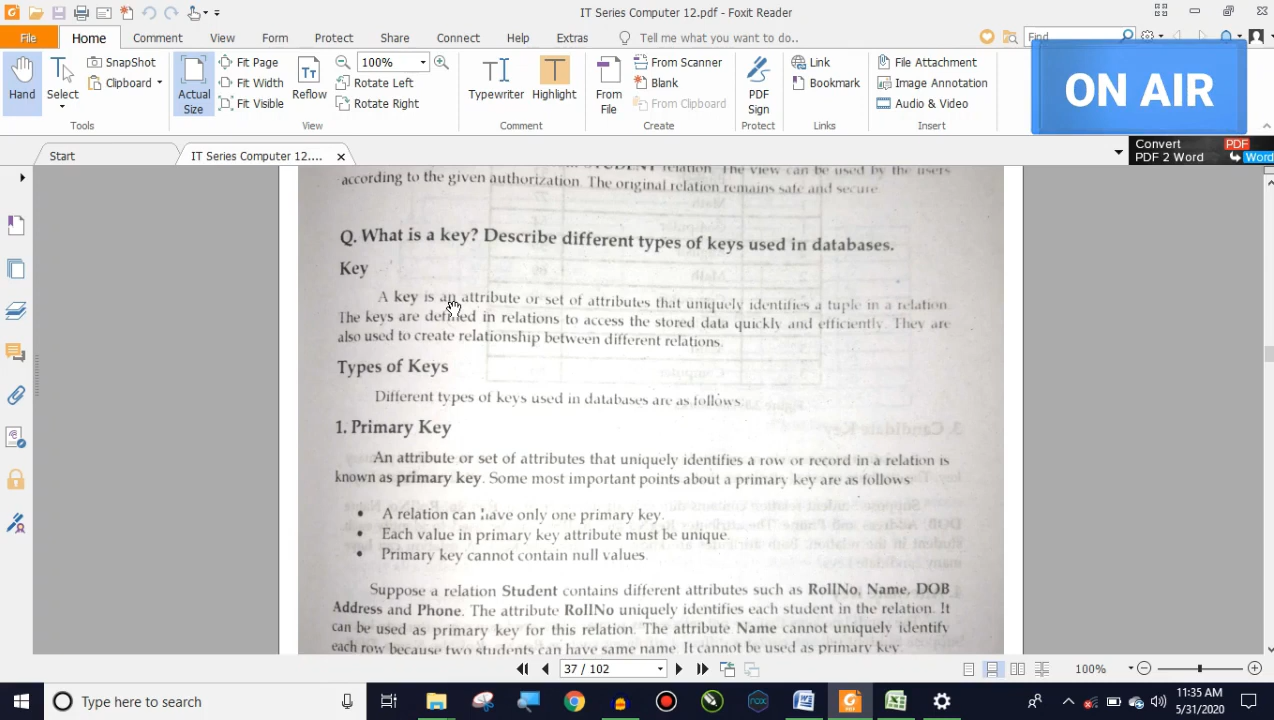 IT Series Computer 12.pdf - Foxit Reader
File Home Comment View Form Protect Share Connect Help Extras Tell me what you want to do.. Find
Hand
Select
SnapShot
Clipboard
Tools
Actual Size
Fit Page
Fit Width
Fit Visible
Reflow
100%
Rotate Left
Rotate Right
View
Typewriter
Highlight
Comment
From File
From Scanner
Blank
From Clipboard
Create
PDF Sign
Protect
Link
Bookmark
Links
File Attachment
Image Annotation
Audio & Video
Insert
ON AIR
Start
IT Series Computer 12....
Convert PDF
PDF 2 Word Word
relation. The view can be used by the users
according to the given authorization. The original relation remains safe and secure
Q. What is a key? Describe different types of keys used in databases.
Key
A key is an attribute or set of attributes that uniquely identifies a tuple in a relation.
The keys are defined in relations to access the stored data quickly and efficiently. They are
also used to create relationship between different relations.
Types of Keys
Different types of keys used in databases are as follows:
1. Primary Key
An attribute or set of attributes that uniquely identifies a row or record in a relation is
known as primary key. Some most important points about a primary key are as follows:
• A relation can have only one primary key.
• Each value in primary key attribute must be unique.
• Primary key cannot contain null values.
Suppose a relation Student contains different attributes such as RollNo, Name, DOB
Address and Phone. The attribute RollNo uniquely identifies each student in the relation. It
can be used as primary key for this relation. The attribute Name cannot uniquely identify
each row because two students can have same name. It cannot be used as primary key.
37 / 102
100%
Type here to search
11:35 AM
5/31/2020